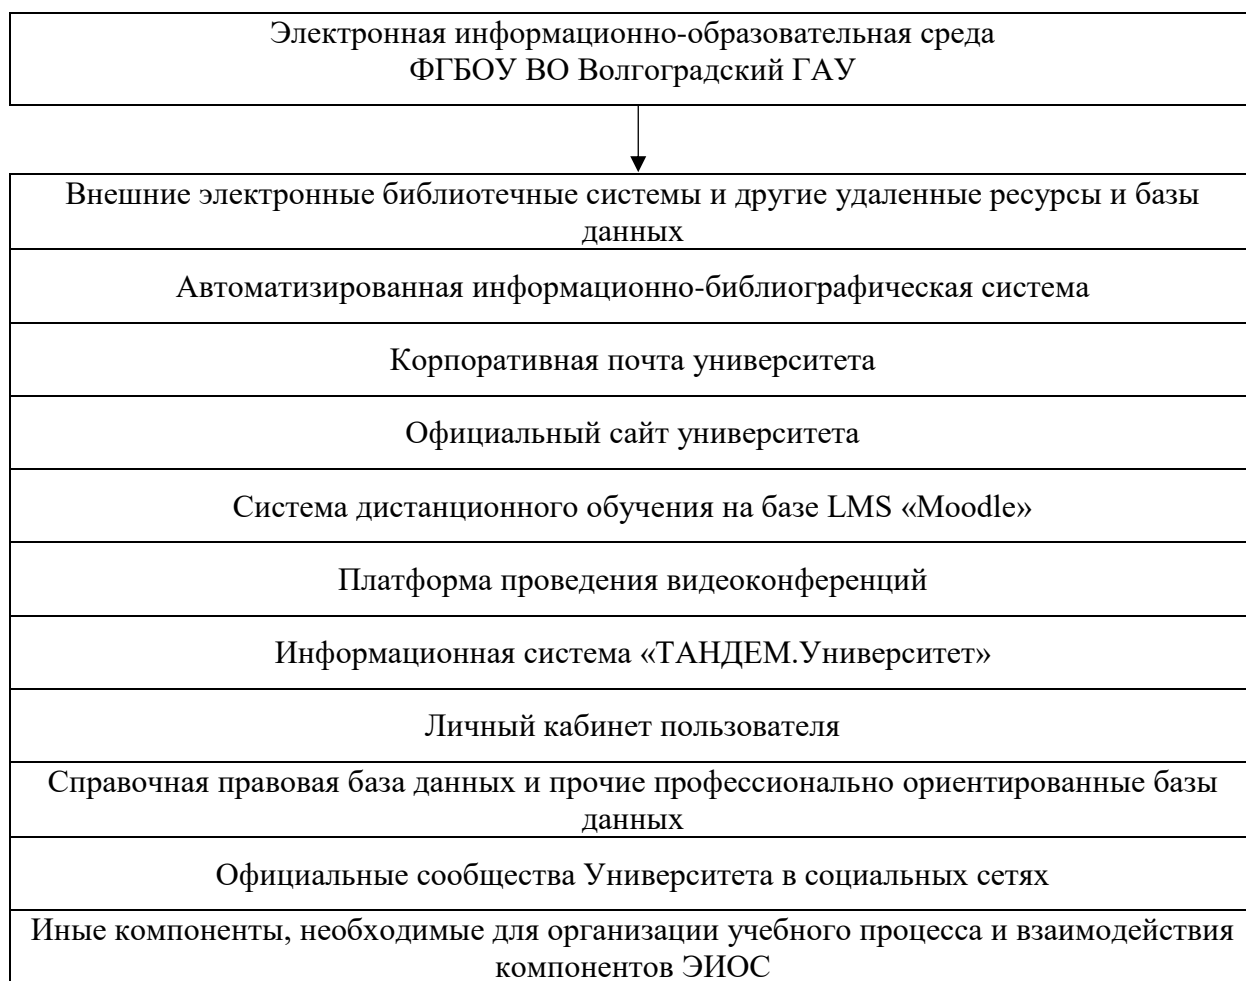 Электронная информационно-образовательная среда
ФГБОУ ВО Волгоградский ГАУ
Внешние электронные библиотечные системы и другие удаленные ресурсы и базы
данных
Автоматизированная информационно-библиографическая система
Корпоративная почта университета
Официальный сайт университета
Система дистанционного обучения на базе LMS «Moodle»
Платформа проведения видеоконференций
Информационная система «ТАНДЕМ.Университет»
Личный кабинет пользователя
Справочная правовая база данных и прочие профессионально ориентированные базы
данных
Официальные сообщества Университета в социальных сетях
Иные компоненты, необходимые для организации учебного процесса и взаимодействия
компонентов ЭИОС